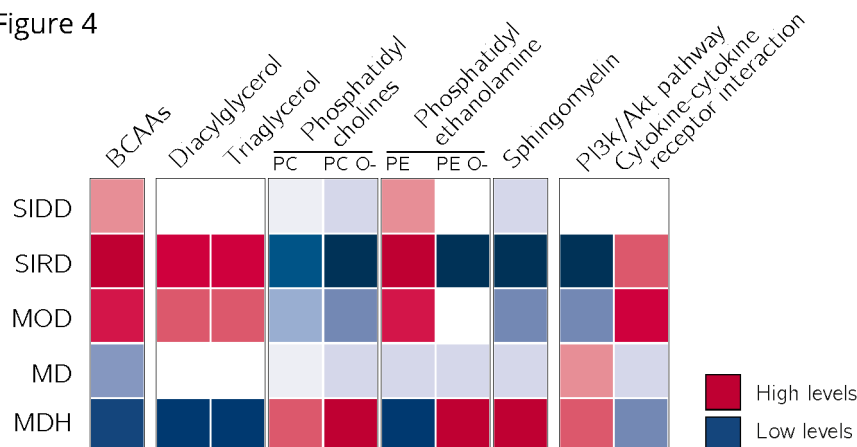 Figure 4
BCAAs
Diacylglycerol
Triaglycerol
Phosphatidyl
cholines
Phosphatidyl
ethanolamine
Sphingomyelin
PI3k/Akt pathway
Cytokine-cytokine
receptor interaction
PC PC O- PE PE O-
SIDD
SIRD
MOD
MD
MDH
High levels
Low levels